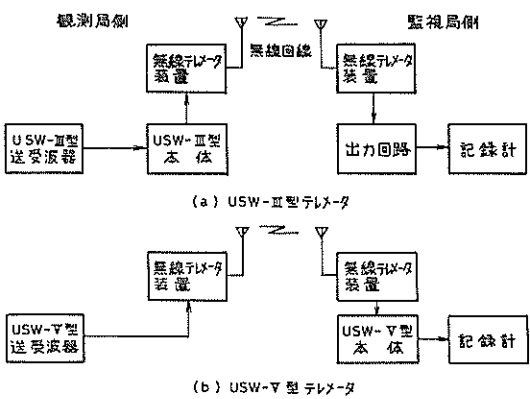 観測局側
監視局側
無線回線
無線テレメータ
装置
無線テレメータ
装置
USW-Ⅲ型
送受波器
USW-Ⅲ型
本体
出力回路
記録計
(a) USW-Ⅲ型テレメータ
無線テレメータ
装置
無線テレメータ
装置
USW-Ⅴ型
送受波器
USW-Ⅴ型
本体
記録計
(b) USW-Ⅴ型テレメータ